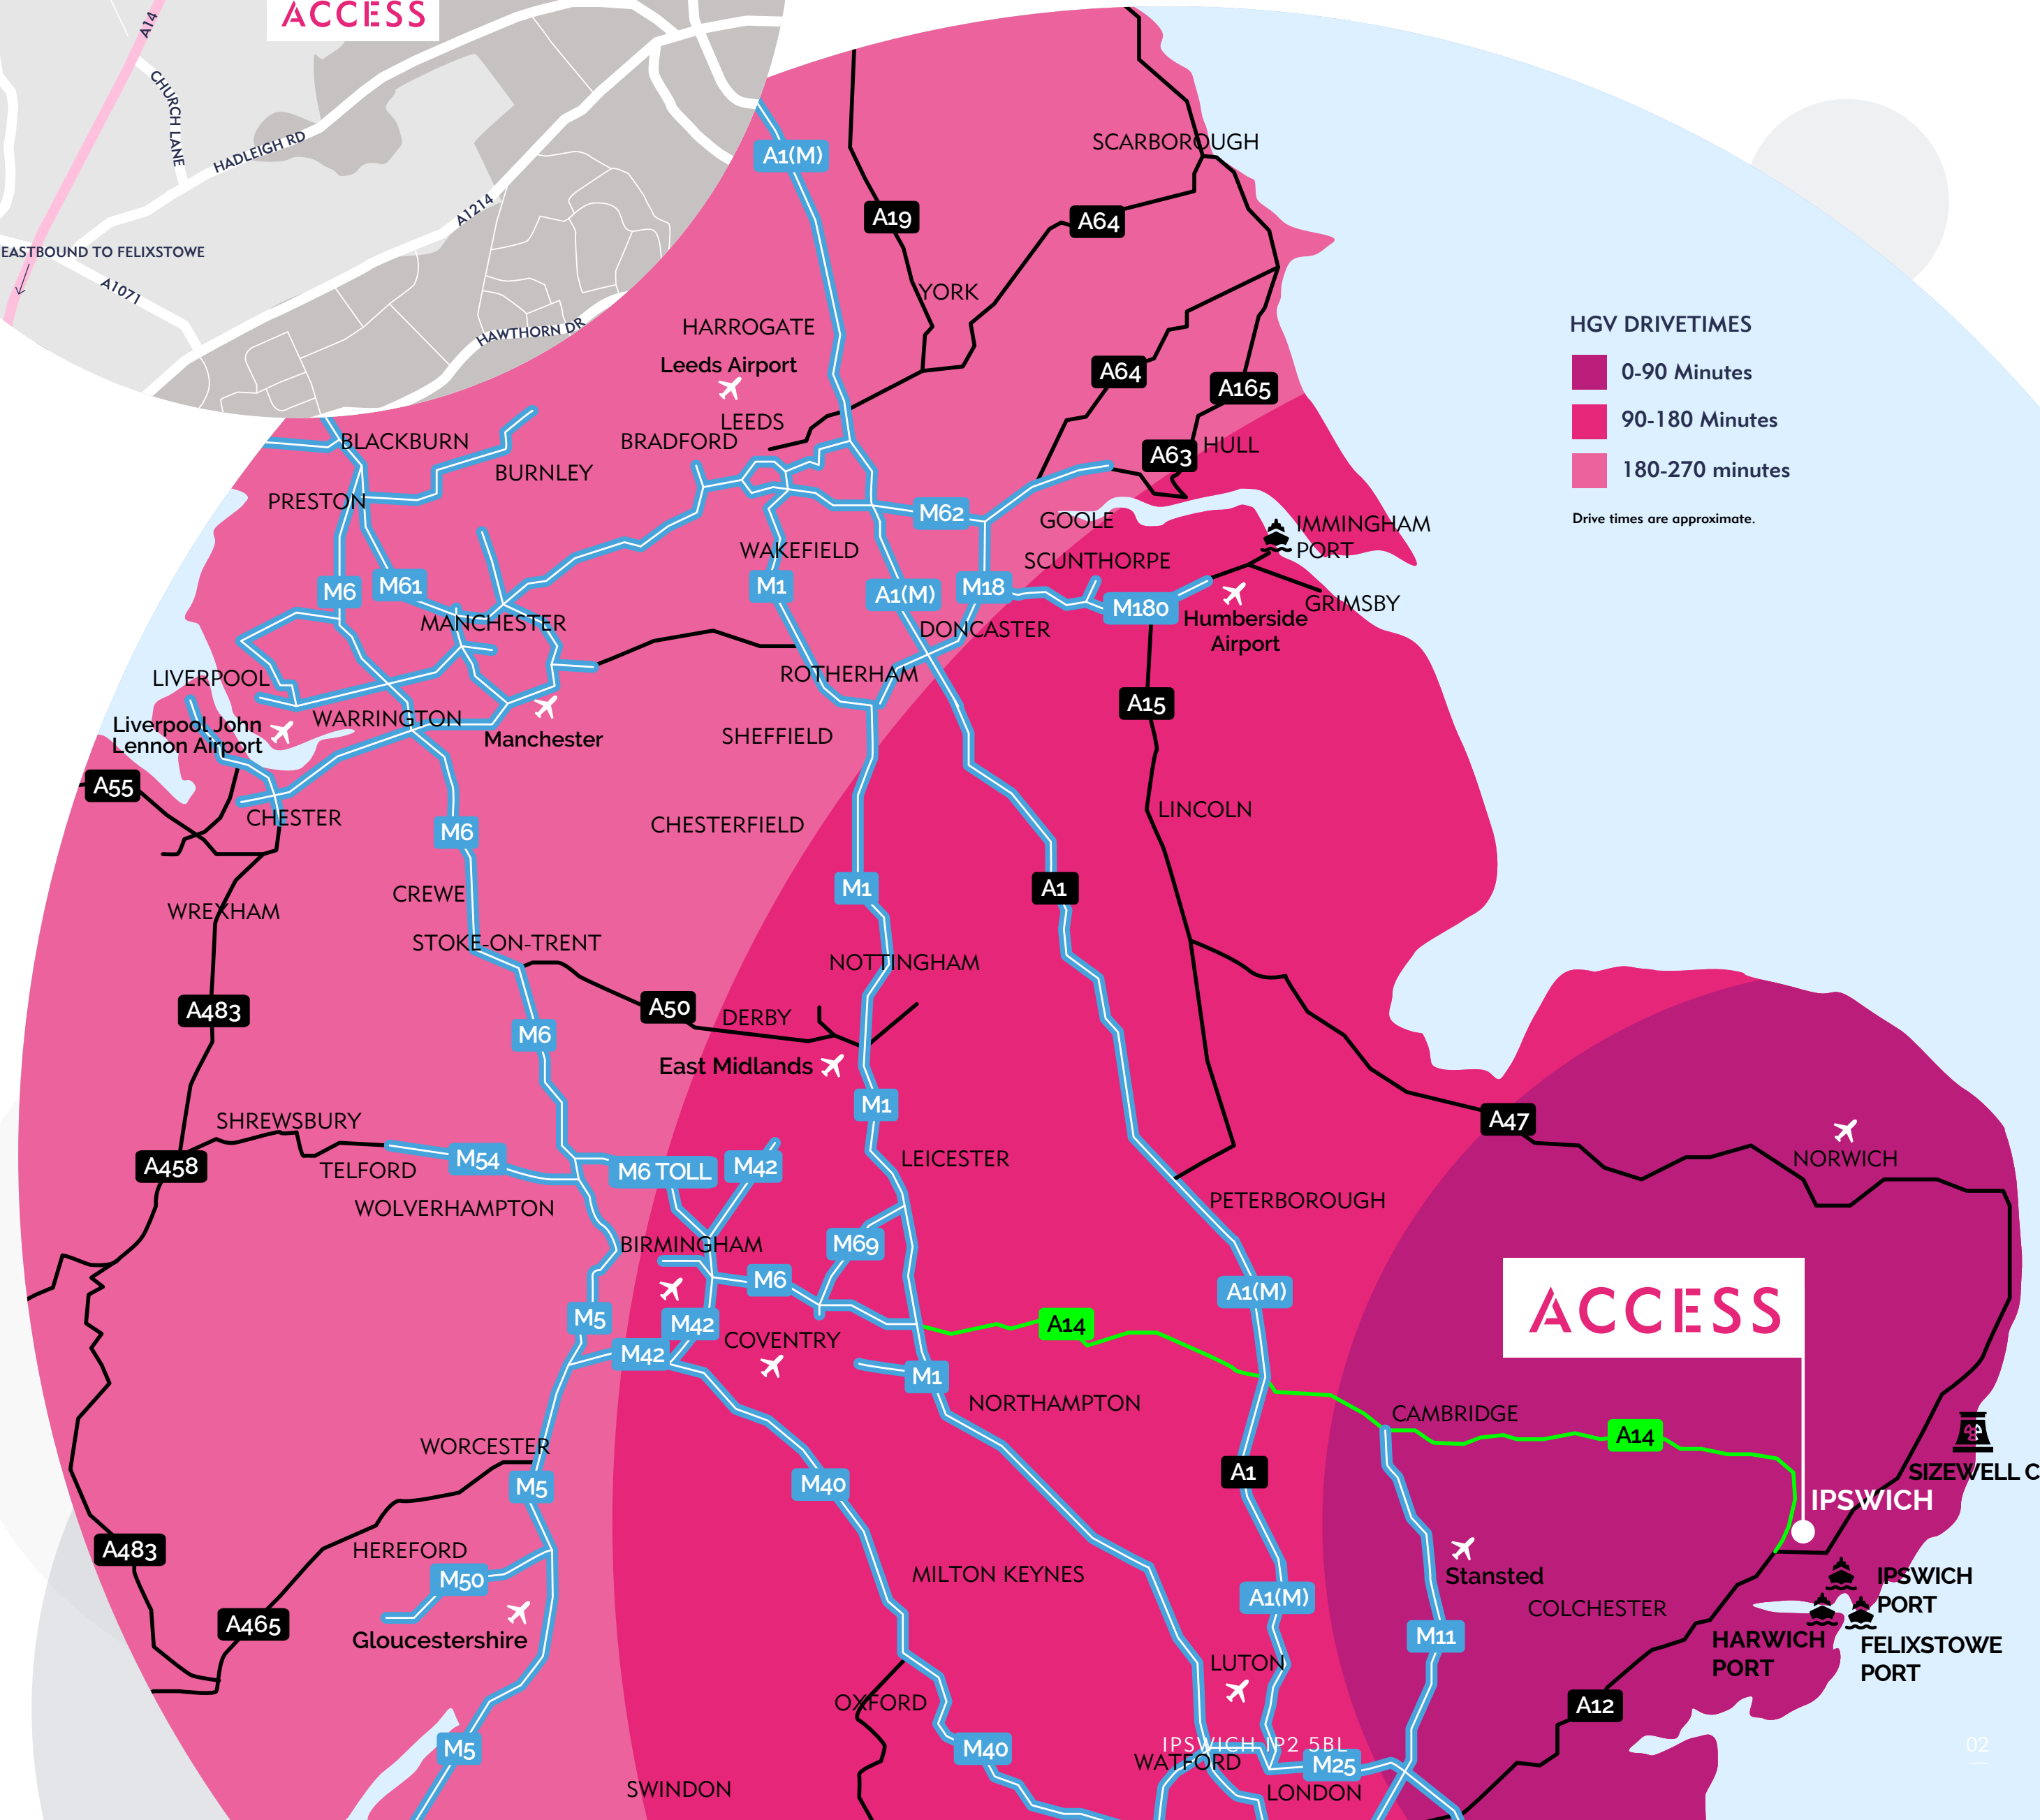 ACCESS
A14
CHURCH LANE
HADLEIGH RD
A1214
EASTBOUND TO FELIXSTOWE
A1071
HAWTHORN DR
A1(M)
SCARBOROUGH
A19
A64
YORK
HARROGATE
Leeds Airport
LEEDS
BRADFORD
A64
A165
HULL
A63
HGV DRIVETIMES
0-90 Minutes
90-180 Minutes
180-270 minutes
Drive times are approximate.
BLACKBURN
BURNLEY
PRESTON
M62
GOOLE
IMMINGHAM
PORT
WAKEFIELD
SCUNTHORPE
M6
M61
M1
A1(M)
M18
M180
GRIMSBY
Humberside
Airport
MANCHESTER
DONCASTER
ROTHERHAM
LIVERPOOL
Liverpool John
Lennon Airport
WARRINGTON
Manchester
SHEFFIELD
A15
A55
CHESTER
M6
CHESTERFIELD
LINCOLN
CREWE
M1
A1
WREXHAM
STOKE-ON-TRENT
NOTTINGHAM
A483
A50
DERBY
M6
East Midlands
M1
A47
SHREWSBURY
NORWICH
A458
TELFORD
M54
M6 TOLL
M42
LEICESTER
WOLVERHAMPTON
PETERBOROUGH
BIRMINGHAM
M69
M6
A1(M)
ACCESS
M5
M42
A14
COVENTRY
M42
M1
NORTHAMPTON
CAMBRIDGE
A14
WORCESTER
SIZEWELL C
M5
M40
A1
IPSWICH
HEREFORD
A483
M50
MILTON KEYNES
Stansted
IPSWICH
PORT
A465
A1(M)
COLCHESTER
Gloucestershire
M11
HARWICH
PORT
FELIXSTOWE
PORT
LUTON
OXFORD
A12
M5
M40
IPSWICH IP2 5BL
WATFORD
M25
02
SWINDON
LONDON